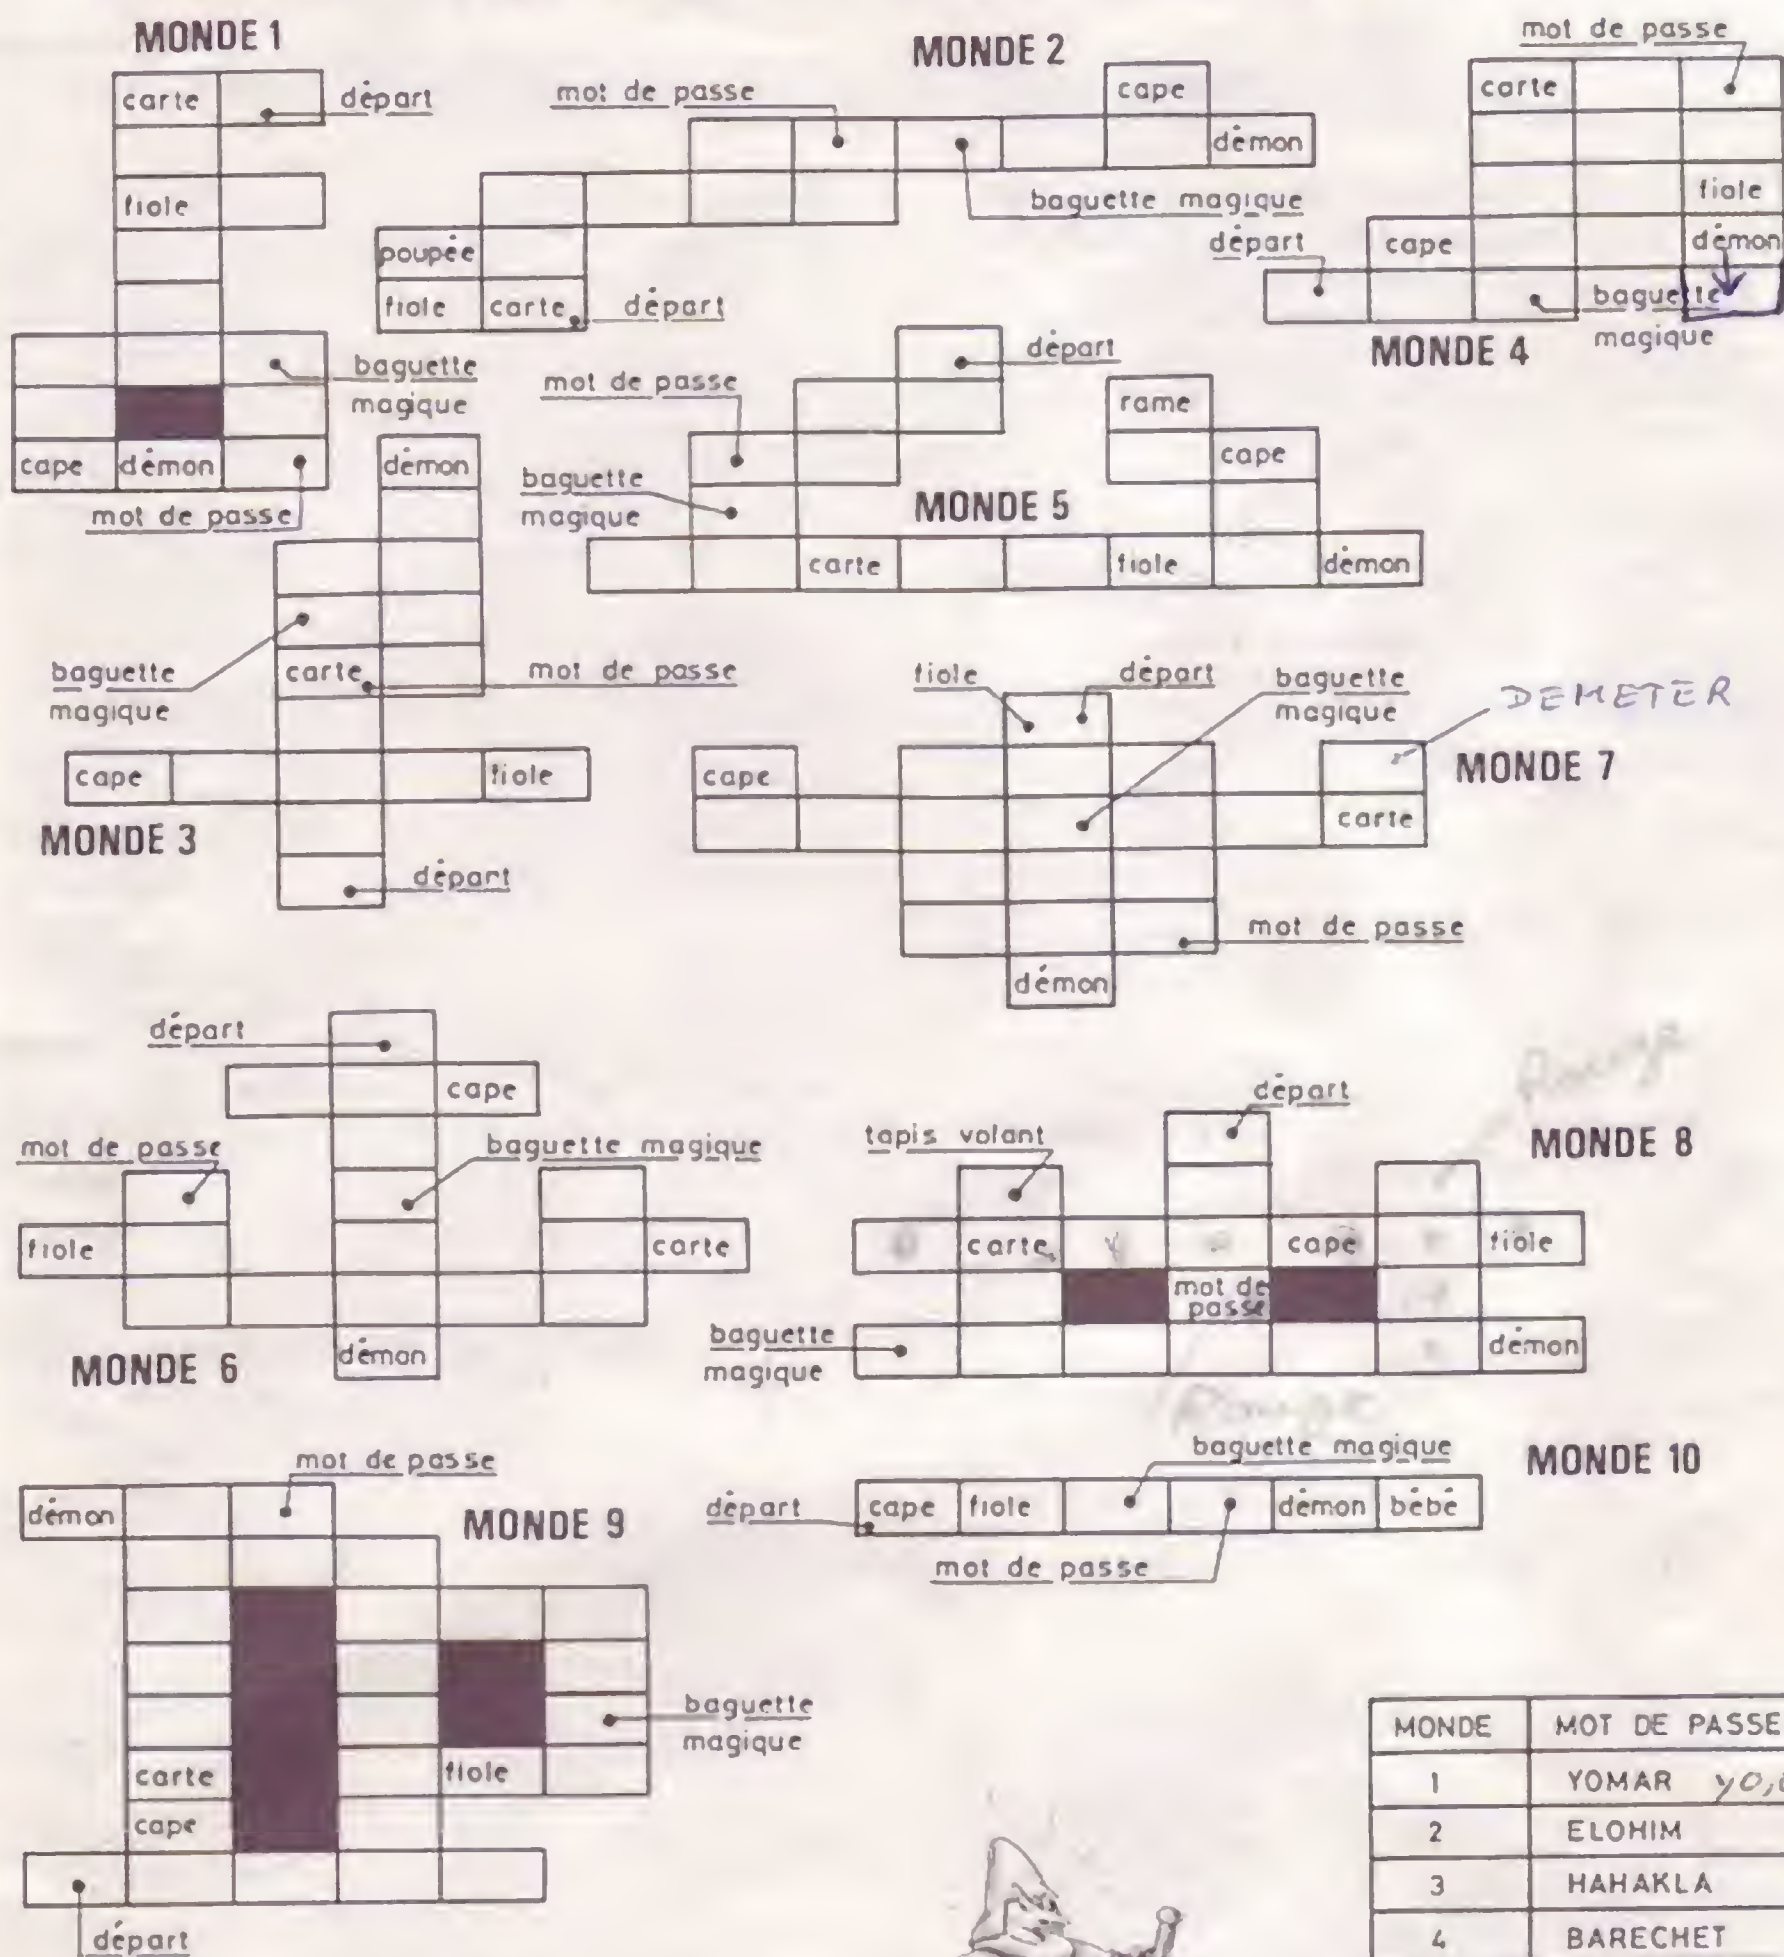 MONDE 1
carte
départ
fiole
baguette
magique
cape
démon
mot de passe
MONDE 2
mot de passe
cape
démon
baguette magique
poupée
fiole
carte
départ
mot de passe
carte
fiole
départ
cape
démon
baguette
magique
MONDE 4
départ
mot de passe
rame
baguette
magique
cape
MONDE 5
carte
fiole
démon
démon
baguette
magique
carte
mot de passe
cape
fiole
MONDE 3
départ
fiole
départ
baguette
magique
DEMETER
cape
MONDE 7
carte
mot de passe
démon
départ
cape
mot de passe
baguette magique
fiole
carte
MONDE 6
démon
départ
tapis volant
MONDE 8
carte
cape
fiole
mot de
passe
baguette
magique
démon
mot de passe
démon
MONDE 9
baguette
magique
carte
fiole
cape
départ
baguette magique
MONDE 10
départ
cape
fiole
démon
bébé
mot de passe
MONDE MOT DE PASSE
1 YOMAR
2 ELOHIM
3 HAHAKLA
4 BARECHET